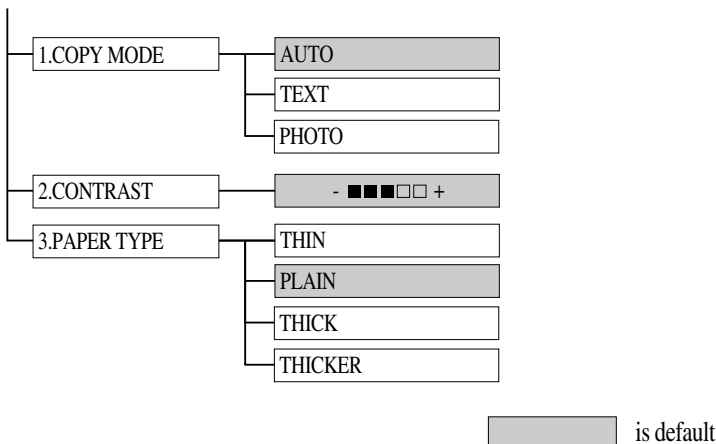 1.COPY MODE
AUTO
TEXT
PHOTO
2.CONTRAST
- ■■■□□ +
3.PAPER TYPE
THIN
PLAIN
THICK
THICKER
is default